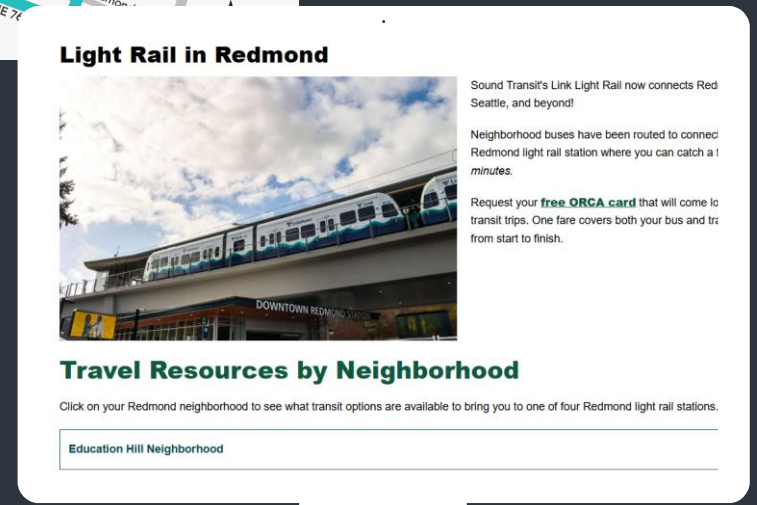 Light Rail in Redmond
Sound Transit's Link Light Rail now connects Red
Seattle, and beyond!
Neighborhood buses have been routed to connect
Redmond light rail station where you can catch a
minutes.
Request your free ORCA card that will come lo
transit trips. One fare covers both your bus and tra
from start to finish.
DOWNTOWN REDMOND STATION
Travel Resources by Neighborhood
Click on your Redmond neighborhood to see what transit options are available to bring you to one of four Redmond light rail stations.
Education Hill Neighborhood